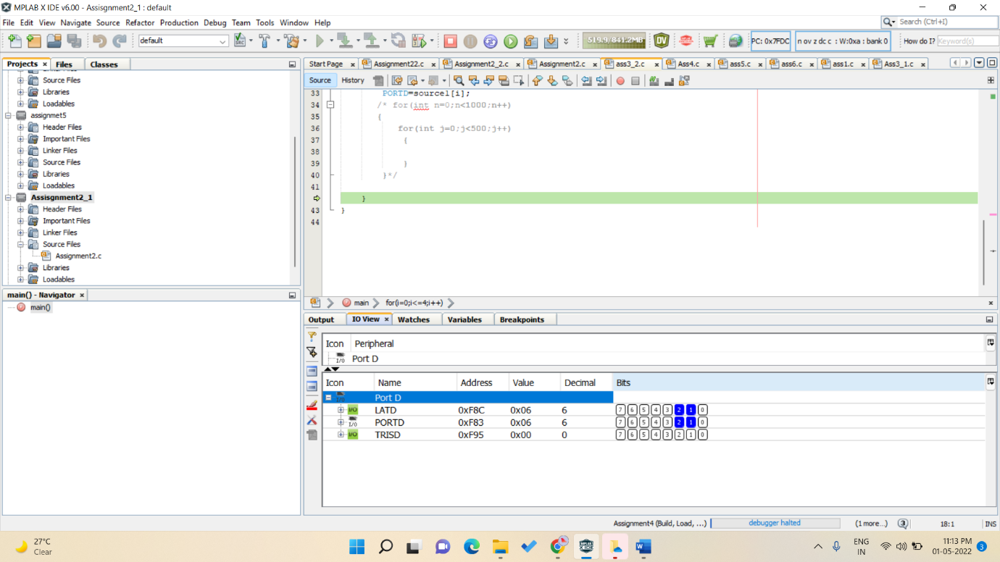 MPLAB X IDE v6.00 - Assisgnment2_1 : default
File Edit View Navigate Source Refactor Production Debug Team Tools Window Help
Search (Ctrl+I)
default
519.9/841.2MB
PC: 0x7FDC
n ov z dc c : W:0xa : bank 0
How do I?
Keyword(s)
Projects
Files
Classes
Source Files
Libraries
Loadables
assignmet5
Header Files
Important Files
Linker Files
Source Files
Libraries
Loadables
Assisgnment2_1
Header Files
Important Files
Linker Files
Source Files
Assignment2.c
Libraries
Loadables
main() - Navigator
main()
Start Page
Assignment22.c
Assignment2_2.c
Assignment2.c
ass3_2.c
Ass4.c
ass5.c
ass6.c
ass1.c
Ass3_1.c
Source
History
33 PORTD=source1[i];
34 /* for(int n=0;n<1000;n++)
35 {
36 for(int j=0;j<500;j++)
37 {
38
39 }
40 }*/
41
}
43 }
44
main
for(i=0;i<=4;i++)
Output
IO View
Watches
Variables
Breakpoints
Icon Peripheral
I/O Port D
Icon Name Address Value Decimal Bits
Port D
I/O LATD 0xF8C 0x06 6 7 6 5 4 3 2 1 0
I/O PORTD 0xF83 0x06 6 7 6 5 4 3 2 1 0
I/O TRISD 0xF95 0x00 0 7 6 5 4 3 2 1 0
Assignment4 (Build, Load, ...)
debugger halted
(1 more...)
3
18:1
INS
27°C
Clear
ENG
IN
11:13 PM
01-05-2022
3